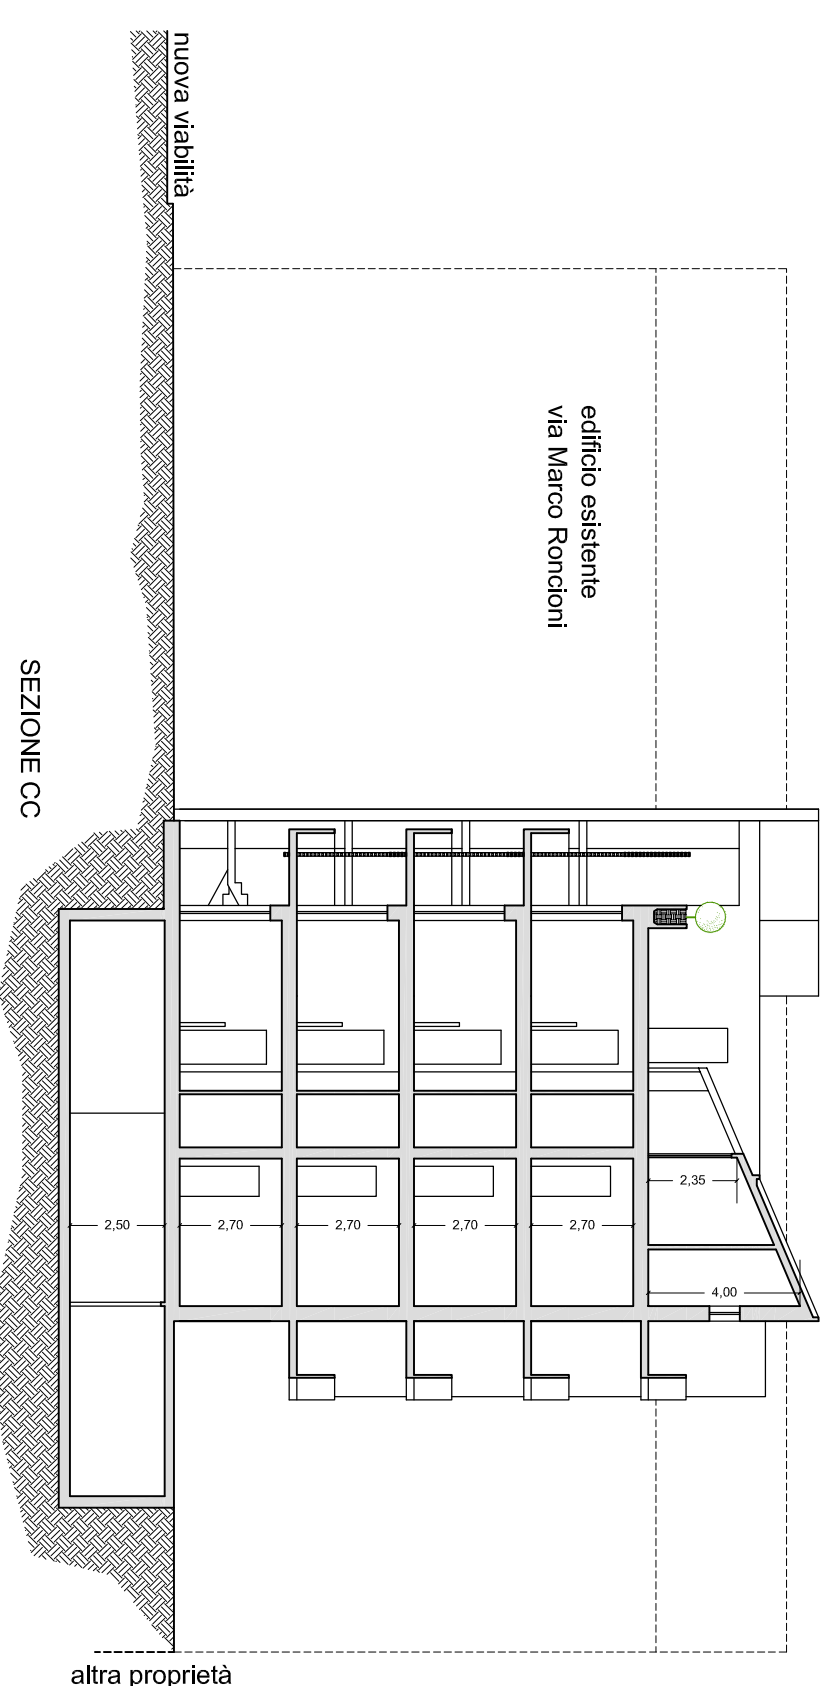 nuova viabilità
edificio esistente
via Marco Roncioni
2,35
4,00
2,50
2,70
2,70
2,70
2,70
SEZIONE CC
altra proprietà